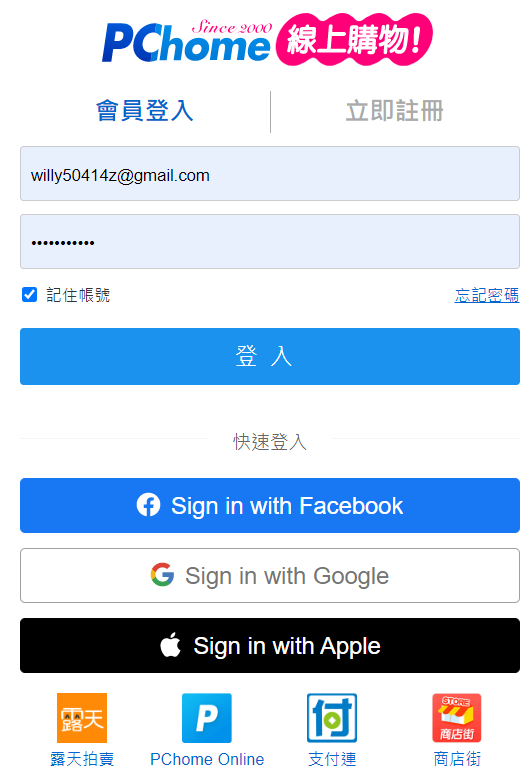 Since 2000
PChome 線上購物!
會員登入 立即註冊
willy50414z@gmail.com
•••••••••••
記住帳號 忘記密碼
登 入
快速登入
Sign in with Facebook
Sign in with Google
Sign in with Apple
露天 P 付 STORE 商店街
露天拍賣 PChome Online 支付連 商店街